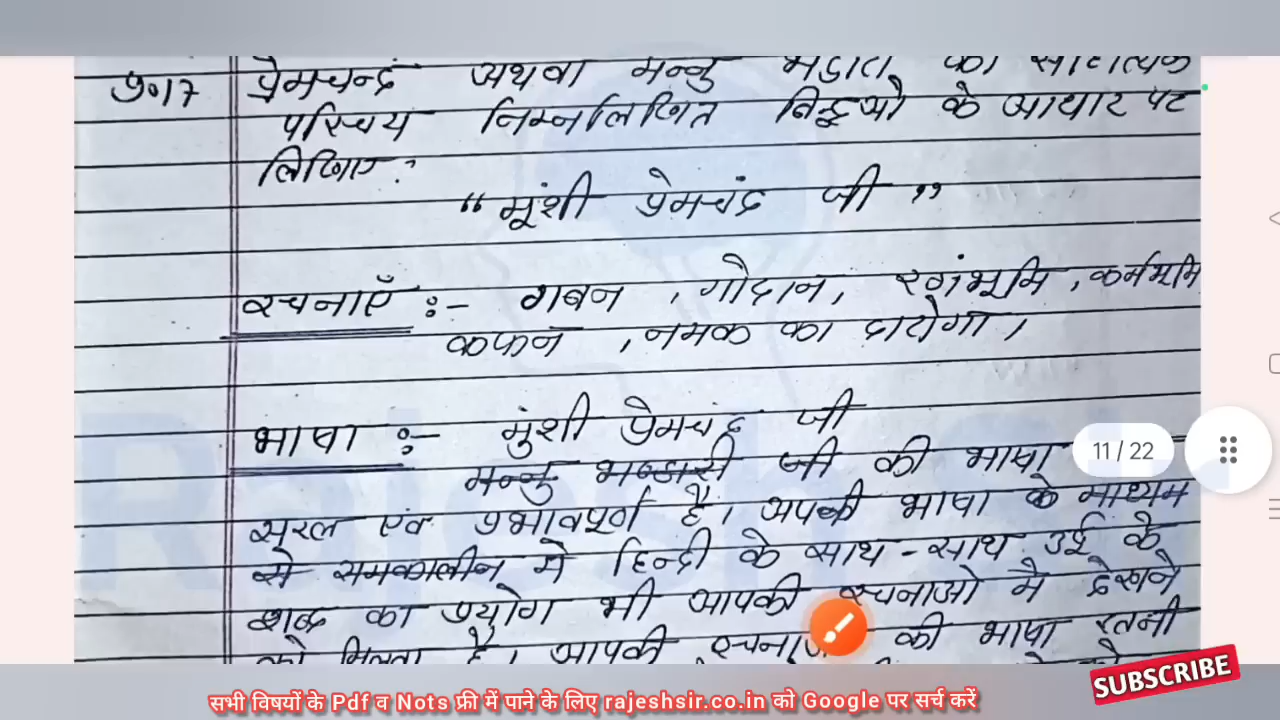 प्र०17 प्रेमचन्द अथवा मन्नू भंडारी का साहित्यिक
परिचय निम्नलिखित बिन्दुओ के आधार पर
लिखिए:
“मूंशी प्रेमचंद्र जी”
रचनाएँ :- गबन, गोदान, रंगभूमि, कर्मभूमि
कफन, नमक का दारोगा,
भाषा :- मुंशी प्रेमचंद्र जी
मन्नु भण्डारी जी की भाषा
11 / 22
सरल एवं प्रभावपूर्ण है। आपकी भाषा के माध्यम
से समकालीन मे हिन्दी के साथ-साथ उर्दू के
शब्द का प्रयोग भी आपकी रचनाओ मै देखने
को मिलता है। आपकी की भाषा इतनी
सभी विषयों के Pdf व Nots फ्री में पाने के लिए rajeshsir.co.in को Google पर सर्च करें
SUBSCRIBE